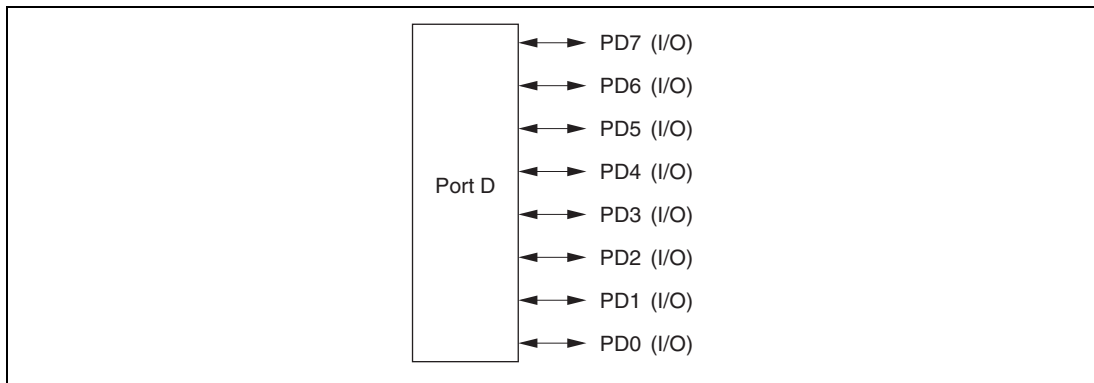 PD7 (I/O)
PD6 (I/O)
PD5 (I/O)
Port D
PD4 (I/O)
PD3 (I/O)
PD2 (I/O)
PD1 (I/O)
PD0 (I/O)